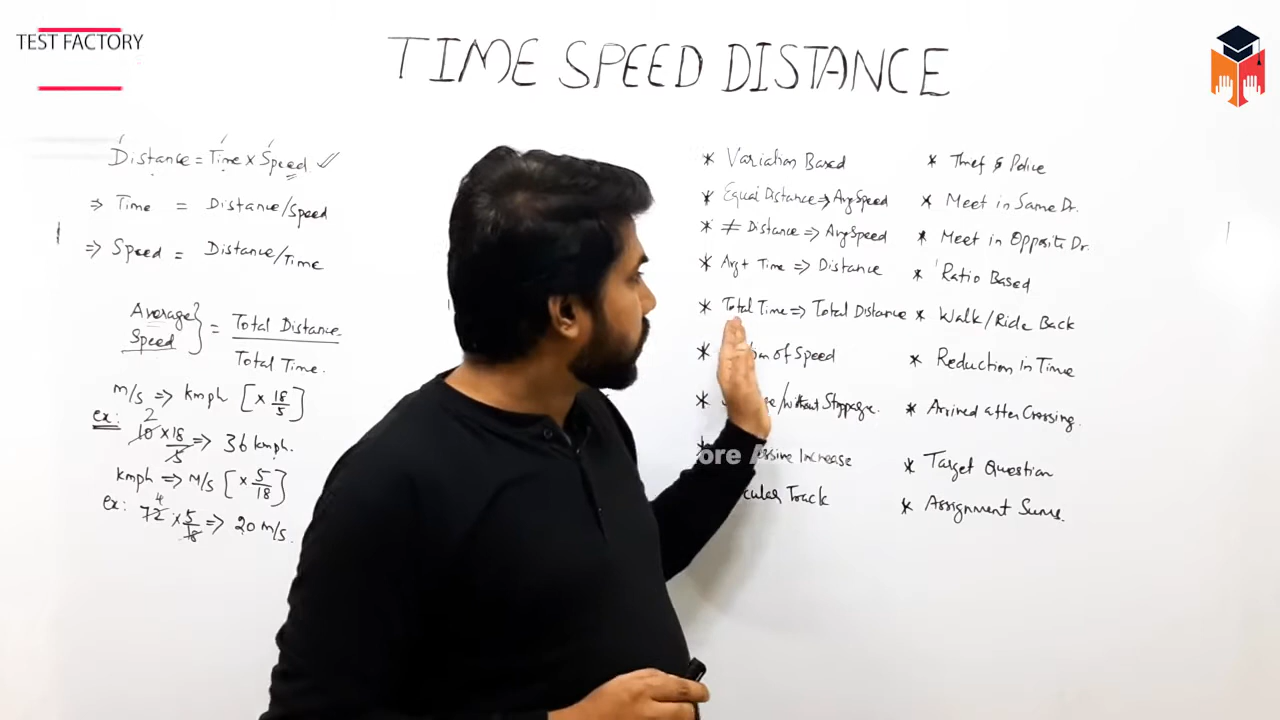 TEST FACTORY
TIME SPEED DISTANCE
Distance = Time × Speed ✓
⇒ Time = Distance/Speed
⇒ Speed = Distance/Time
Average Speed } = Total Distance / Total Time.
M/S ⇒ kmph [× 18/5]
ex: 10 × 18/5 ⇒ 36 kmph.
2
kmph ⇒ M/S [× 5/18]
ex: 72 × 5/18 ⇒ 20 M/S.
4
* Variation Based
* Equal Distance ⇒ Avg Speed
* ≠ Distance ⇒ Avg Speed
* Avg + Time ⇒ Distance
* Total Time ⇒ Total Distance
* of Speed
* /without Stoppage.
* Increase
Track
* Thief & Police
* Meet in Same Dr.
* Meet in Opposite Dr.
* Ratio Based
* Walk/Ride Back
* Reduction in Time
* Arrived after Crossing.
* Target Question
* Assignment Sums.